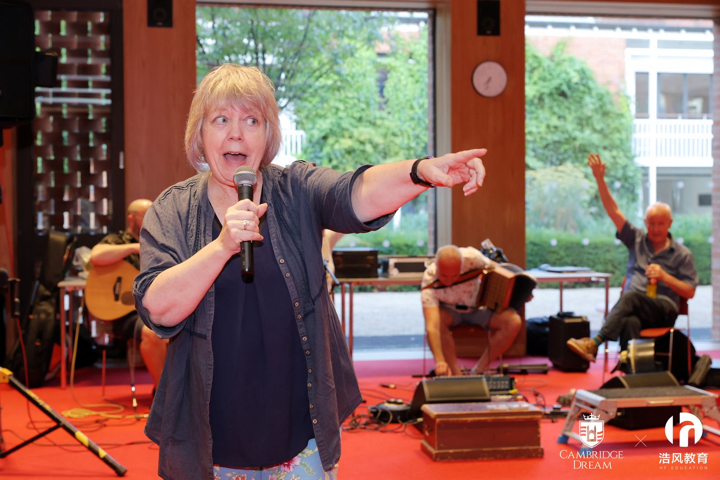 CAMBRIDGE
DREAM
×
浩风教育
HF EDUCATION